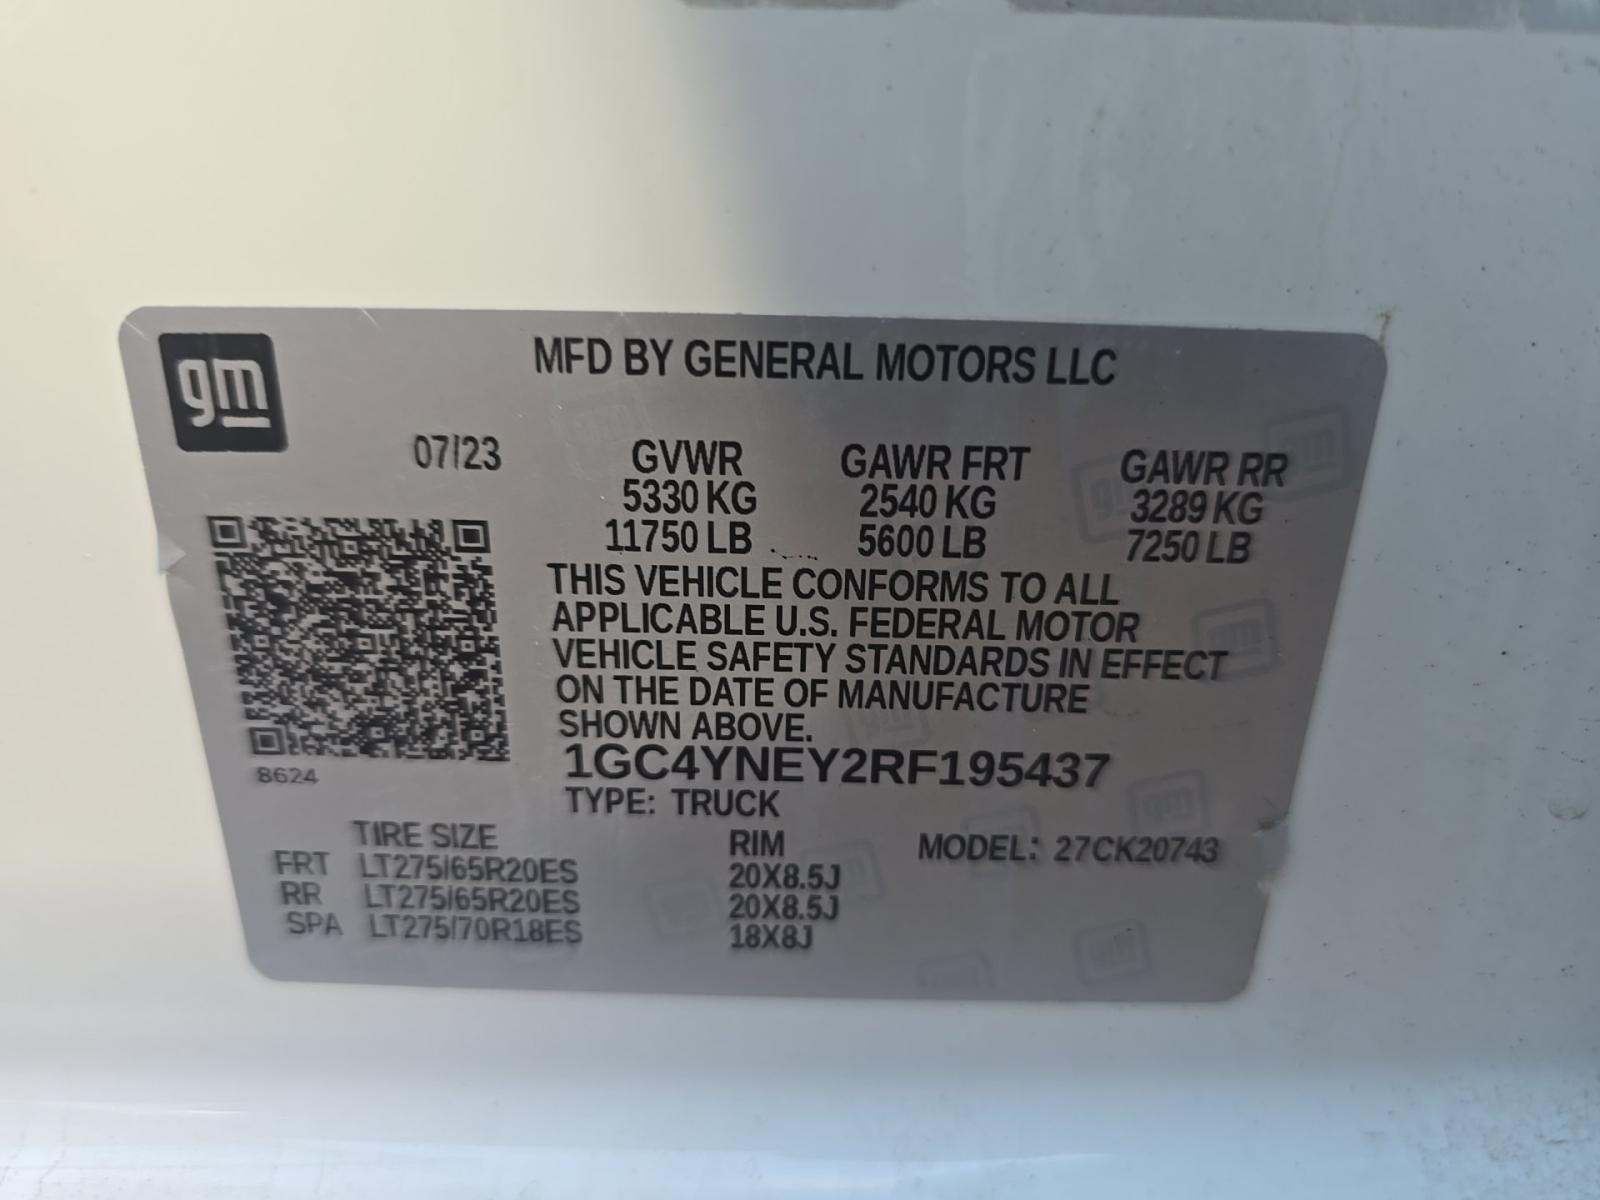 gm
MFD BY GENERAL MOTORS LLC
07/23 GVWR GAWR FRT GAWR RR
5330 KG 2540 KG 3289 KG
11750 LB 5600 LB 7250 LB
THIS VEHICLE CONFORMS TO ALL
APPLICABLE U.S. FEDERAL MOTOR
VEHICLE SAFETY STANDARDS IN EFFECT
ON THE DATE OF MANUFACTURE
SHOWN ABOVE.
1GC4YNEY2RF195437
8624
TYPE: TRUCK
TIRE SIZE RIM MODEL: 27CK20743
FRT LT275/65R20ES 20X8.5J
RR LT275/65R20ES 20X8.5J
SPA LT275/70R18ES 18X8J